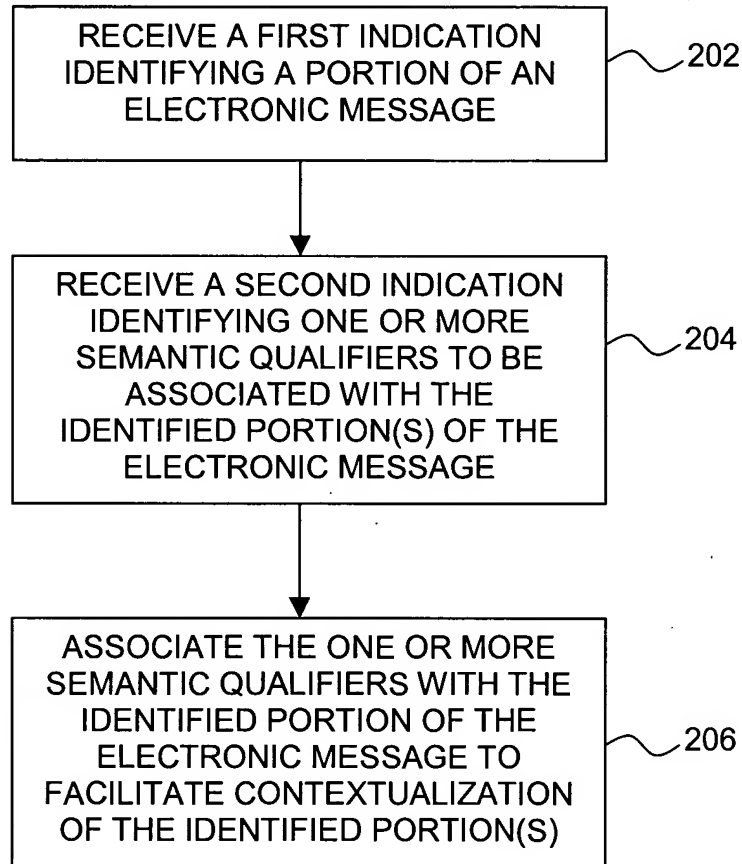 RECEIVE A FIRST INDICATION
IDENTIFYING A PORTION OF AN
ELECTRONIC MESSAGE
202
RECEIVE A SECOND INDICATION
IDENTIFYING ONE OR MORE
SEMANTIC QUALIFIERS TO BE
ASSOCIATED WITH THE
IDENTIFIED PORTION(S) OF THE
ELECTRONIC MESSAGE
204
ASSOCIATE THE ONE OR MORE
SEMANTIC QUALIFIERS WITH THE
IDENTIFIED PORTION OF THE
ELECTRONIC MESSAGE TO
FACILITATE CONTEXTUALIZATION
OF THE IDENTIFIED PORTION(S)
206